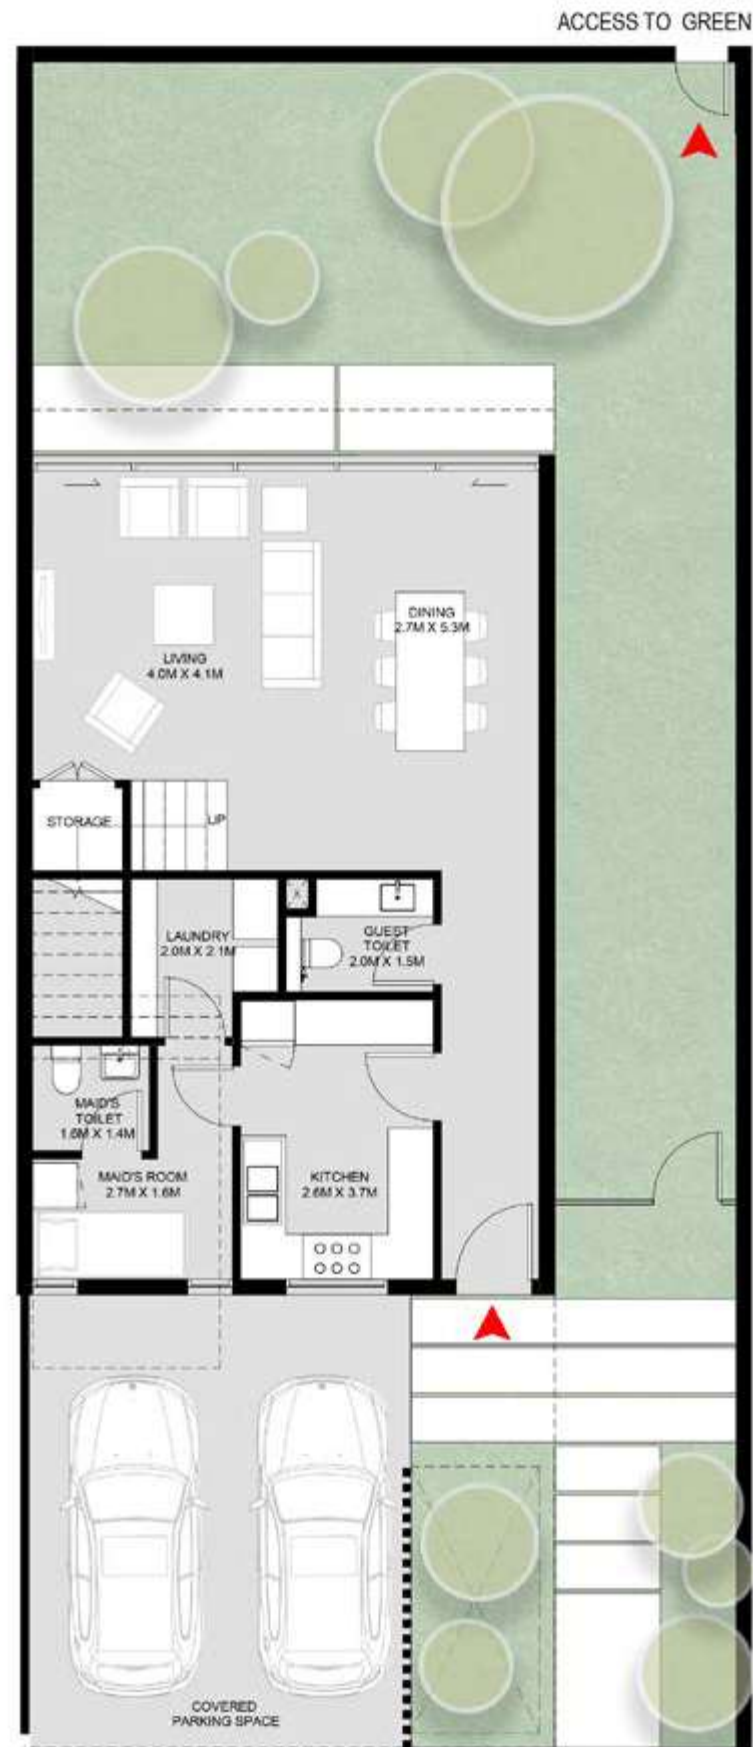 ACCESS TO GREEN
DINING
2.7M X 5.3M
LIVING
4.0M X 4.1M
STORAGE
UP
LAUNDRY
2.0M X 2.1M
GUEST
TOILET
2.0M X 1.5M
MAID'S
TOILET
1.6M X 1.4M
MAID'S ROOM
2.7M X 1.6M
KITCHEN
2.6M X 3.7M
COVERED
PARKING SPACE